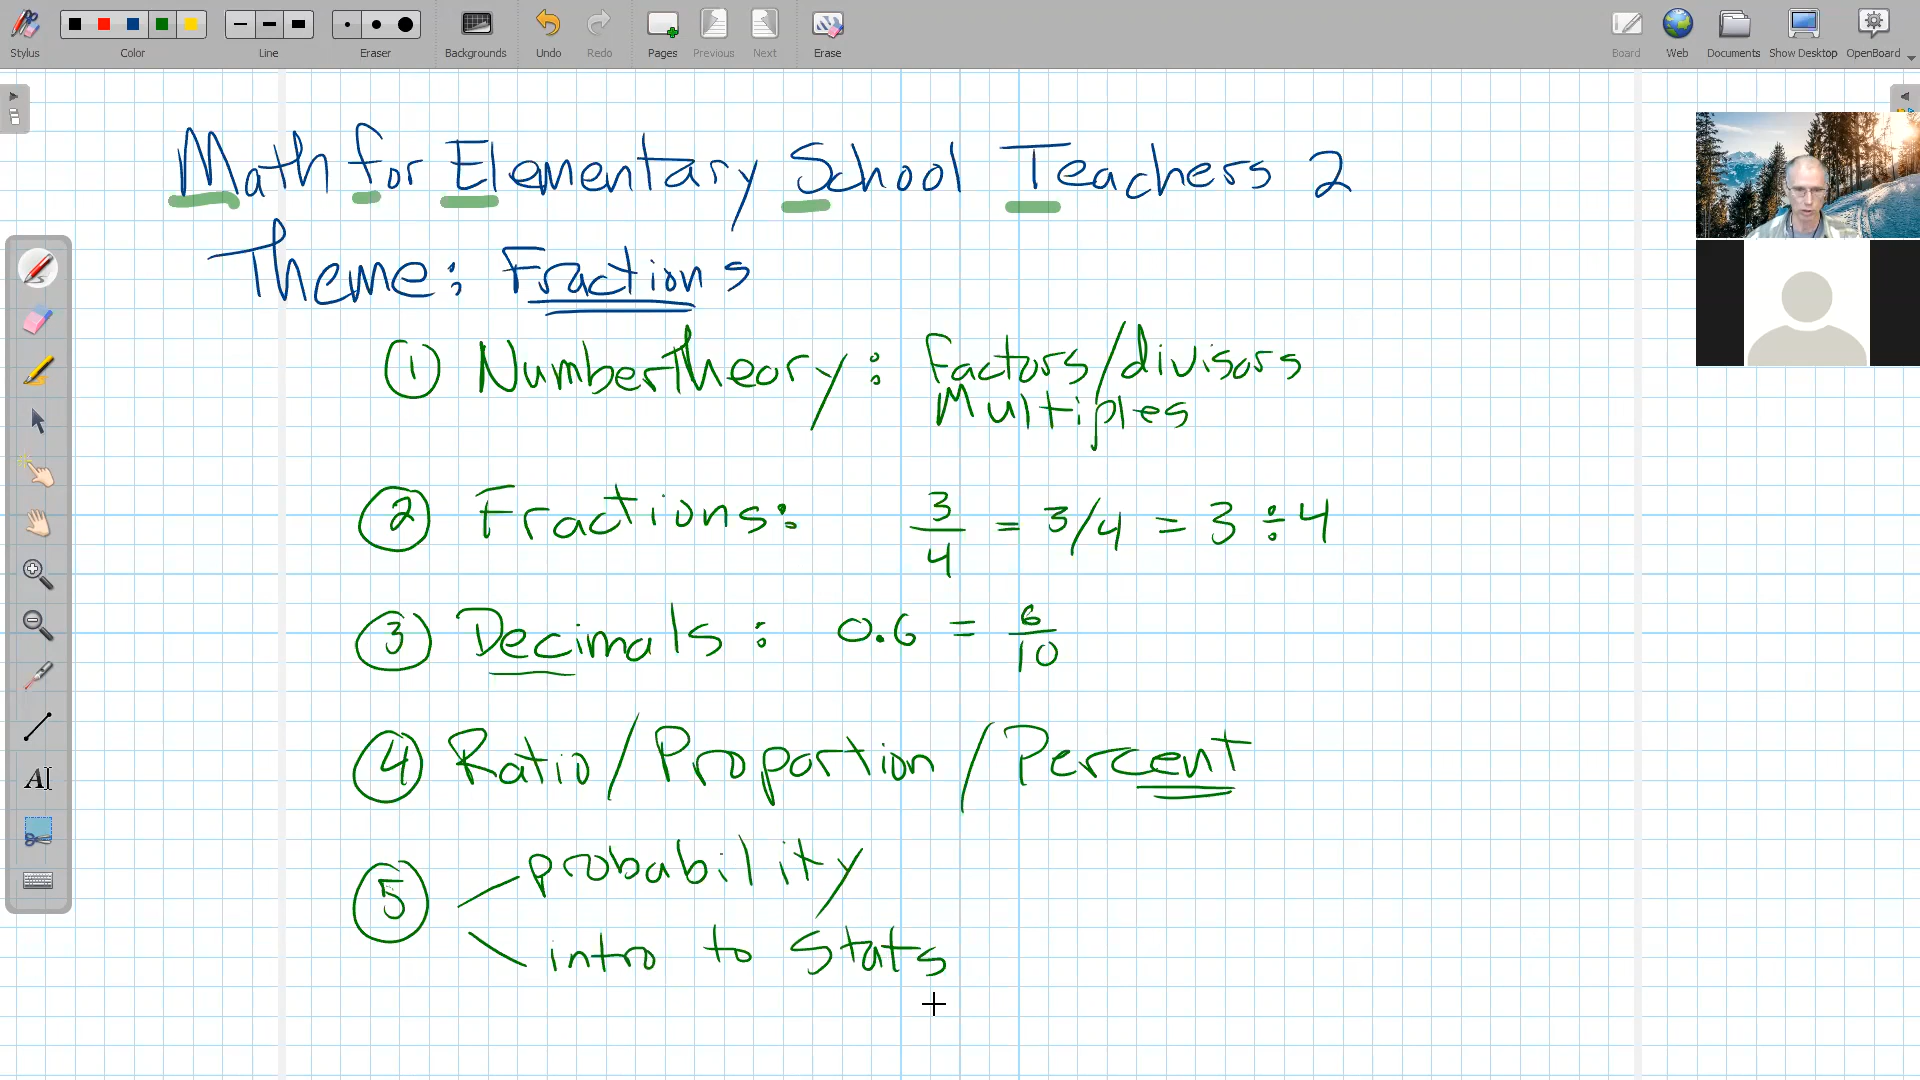 Stylus Color Line Eraser Backgrounds Undo Redo Pages Previous Next Erase Board Web Documents Show Desktop OpenBoard
Math for Elementary School Teachers 2
Theme: Fractions
① Number Theory: Factors/divisors
Multiples
② Fractions: 3/4 = 3/4 = 3 ÷ 4
③ Decimals: 0.6 = 6/10
④ Ratio/Proportion/Percent
⑤ probability
intro to Stats
AI